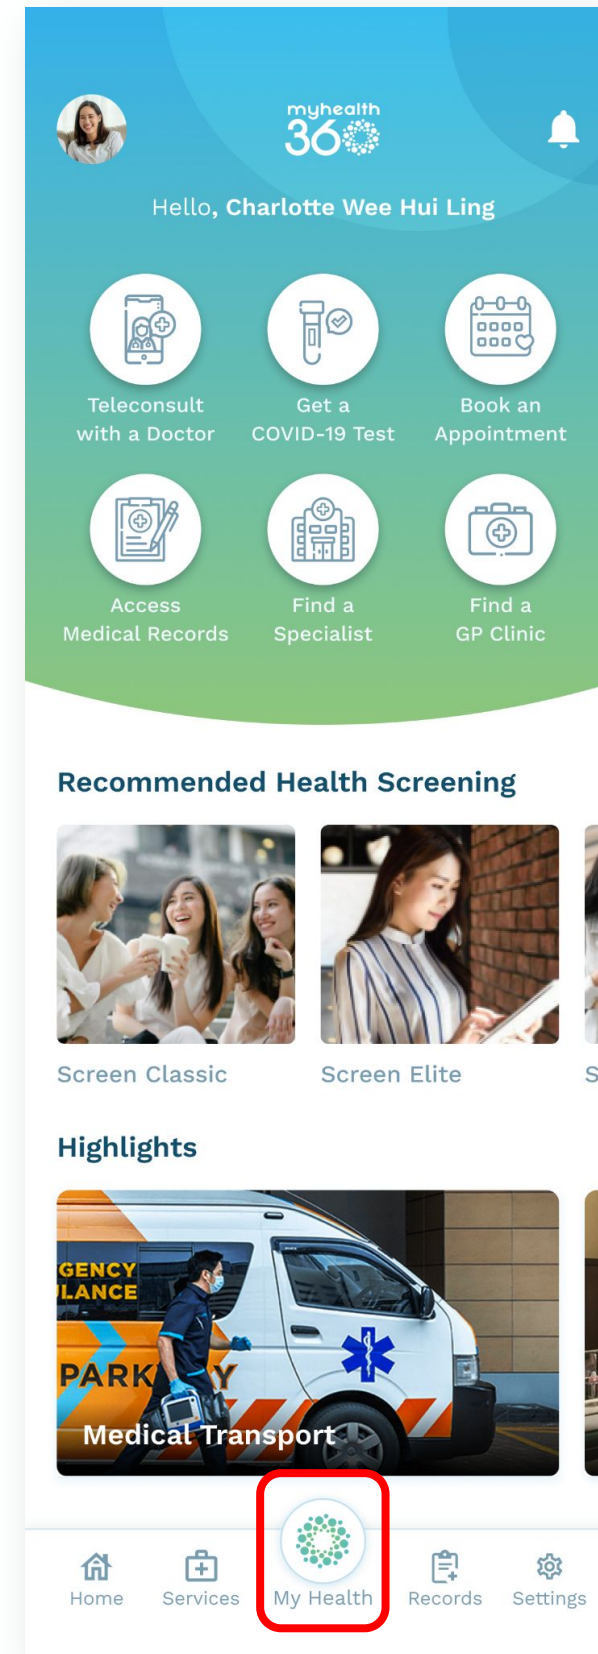 myhealth
360
Hello, Charlotte Wee Hui Ling
Teleconsult
with a Doctor
Get a
COVID-19 Test
Book an
Appointment
Access
Medical Records
Find a
Specialist
Find a
GP Clinic
Recommended Health Screening
Screen Classic
Screen Elite
S
Highlights
GENCY
LANCE
PARK Y
Medical Transport
Home
Services
My Health
Records
Settings